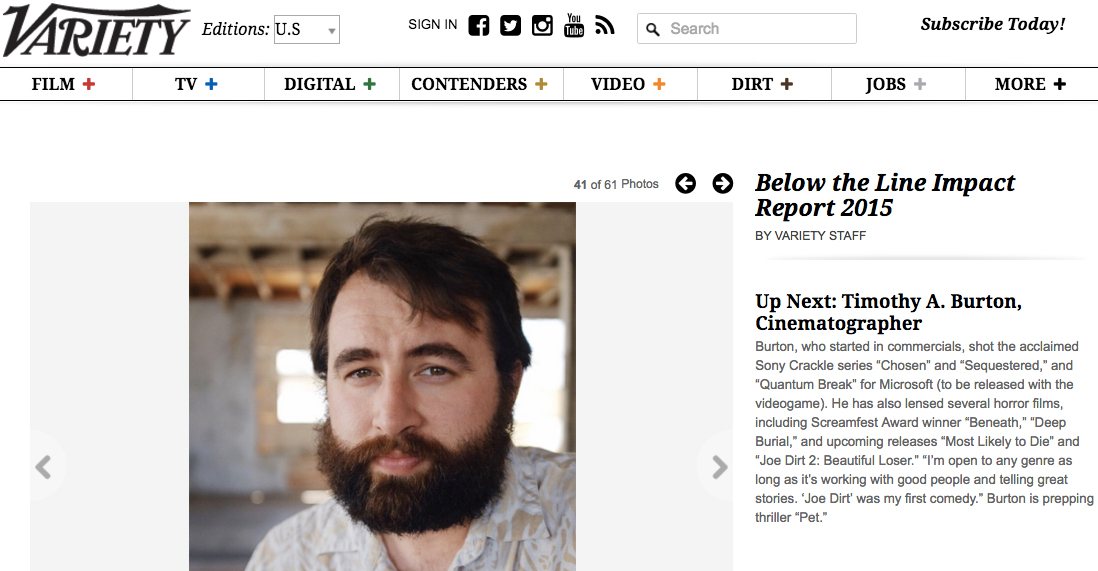 VARIETY Editions: U.S SIGN IN You Tube Search Subscribe Today!
FILM + TV + DIGITAL + CONTENDERS + VIDEO + DIRT + JOBS + MORE +
41 of 61 Photos
Below the Line Impact
Report 2015
BY VARIETY STAFF
Up Next: Timothy A. Burton,
Cinematographer
Burton, who started in commercials, shot the acclaimed
Sony Crackle series “Chosen” and “Sequestered,” and
“Quantum Break” for Microsoft (to be released with the
videogame). He has also lensed several horror films,
including Screamfest Award winner “Beneath,” “Deep
Burial,” and upcoming releases “Most Likely to Die” and
“Joe Dirt 2: Beautiful Loser.” “I’m open to any genre as
long as it’s working with good people and telling great
stories. ‘Joe Dirt’ was my first comedy.” Burton is prepping
thriller “Pet.”